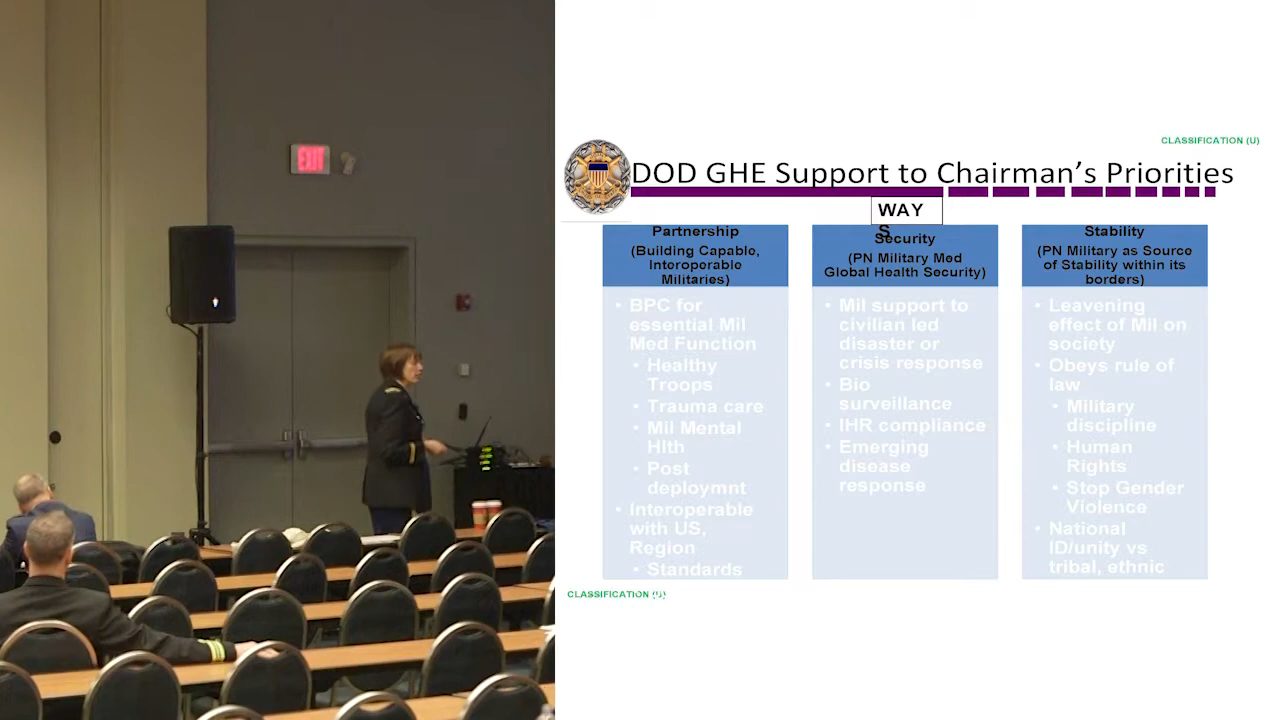 EXIT
CLASSIFICATION (U)
DOD GHE Support to Chairman's Priorities
WAY
S
Partnership
(Building Capable,
Interoperable
Militaries)
• BPC for
essential Mil
Med Function
• Healthy
Troops
• Trauma care
• Mil Mental
Hlth
• Post
deploymnt
• Interoperable
with US,
Region
• Standards
Security
(PN Military Med
Global Health Security)
• Mil support to
civilian led
disaster or
crisis response
• Bio
surveillance
• IHR compliance
• Emerging
disease
response
Stability
(PN Military as Source
of Stability within its
borders)
• Leavening
effect of Mil on
society
• Obeys rule of
law
• Military
discipline
• Human
Rights
• Stop Gender
Violence
• National
ID/unity vs
tribal, ethnic
CLASSIFICATION (U)